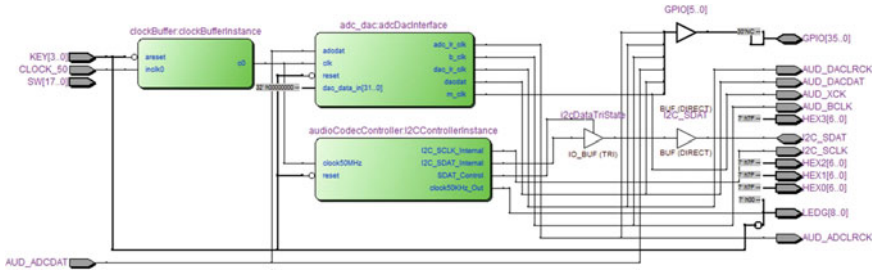 GPIO[5..0]
adc_dac:adcDacInterface
clockBuffer:clockBufferInstance
KEY[3..0]
CLOCK_50
SW[17..0]
areset
inclk0
c0
adcdat
clk
reset
dac_data_in[31..0]
adc_lr_clk
b_clk
dac_lr_clk
dacdat
m_clk
GPIO[35..0]
AUD_DACLRCK
AUD_DACDAT
AUD_XCK
AUD_BCLK
HEX3[6..0]
i2cDataTriState
BUF (DIRECT)
I2C_SDAT
IO_BUF (TRI)
BUF (DIRECT)
I2C_SDAT
I2C_SCLK
HEX2[6..0]
HEX1[6..0]
HEX0[6..0]
LEDG[8..0]
AUD_ADCLRCK
audioCodecController:I2CControllerInstance
clock50MHz
reset
I2C_SCLK_Internal
I2C_SDAT_Internal
SDAT_Control
clock50KHz_Out
AUD_ADCDAT